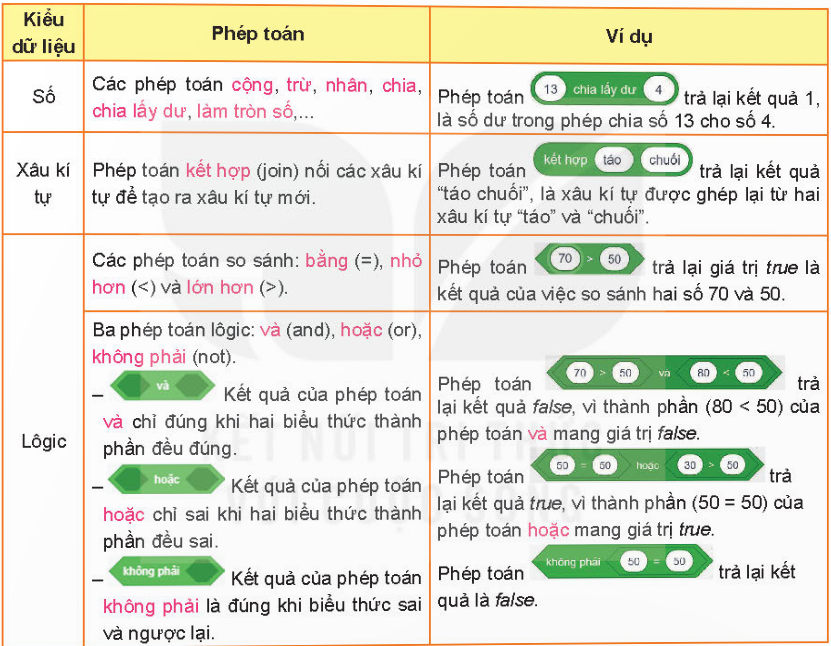 Kiểu
dữ liệu
Phép toán
Ví dụ
Số
Các phép toán cộng, trừ, nhân, chia,
chia lấy dư, làm tròn số,...
Phép toán 13 chia lấy dư 4 trả lại kết quả 1,
là số dư trong phép chia số 13 cho số 4.
Xâu kí
tự
Phép toán kết hợp (join) nối các xâu kí
tự để tạo ra xâu kí tự mới.
Phép toán kết hợp táo chuối trả lại kết quả
“táo chuối”, là xâu kí tự được ghép lại từ hai
xâu kí tự “táo” và “chuối”.
Lôgic
Các phép toán so sánh: bằng (=), nhỏ
hơn (<) và lớn hơn (>).
Phép toán 70 > 50 trả lại giá trị true là
kết quả của việc so sánh hai số 70 và 50.
Ba phép toán lôgic: và (and), hoặc (or),
không phải (not).
– và Kết quả của phép toán
và chỉ đúng khi hai biểu thức thành
phần đều đúng.
– hoặc Kết quả của phép toán
hoặc chỉ sai khi hai biểu thức thành
phần đều sai.
– không phải Kết quả của phép toán
không phải là đúng khi biểu thức sai
và ngược lại.
Phép toán 70 > 50 và 80 < 50 trả
lại kết quả false, vì thành phần (80 < 50) của
phép toán và mang giá trị false.
Phép toán 50 = 50 hoặc 30 > 50 trả
lại kết quả true, vì thành phần (50 = 50) của
phép toán hoặc mang giá trị true.
Phép toán không phải 50 = 50 trả lại kết
quả là false.
KẾT NỐI TRI THỨC
VỚI CUỘC SỐNG